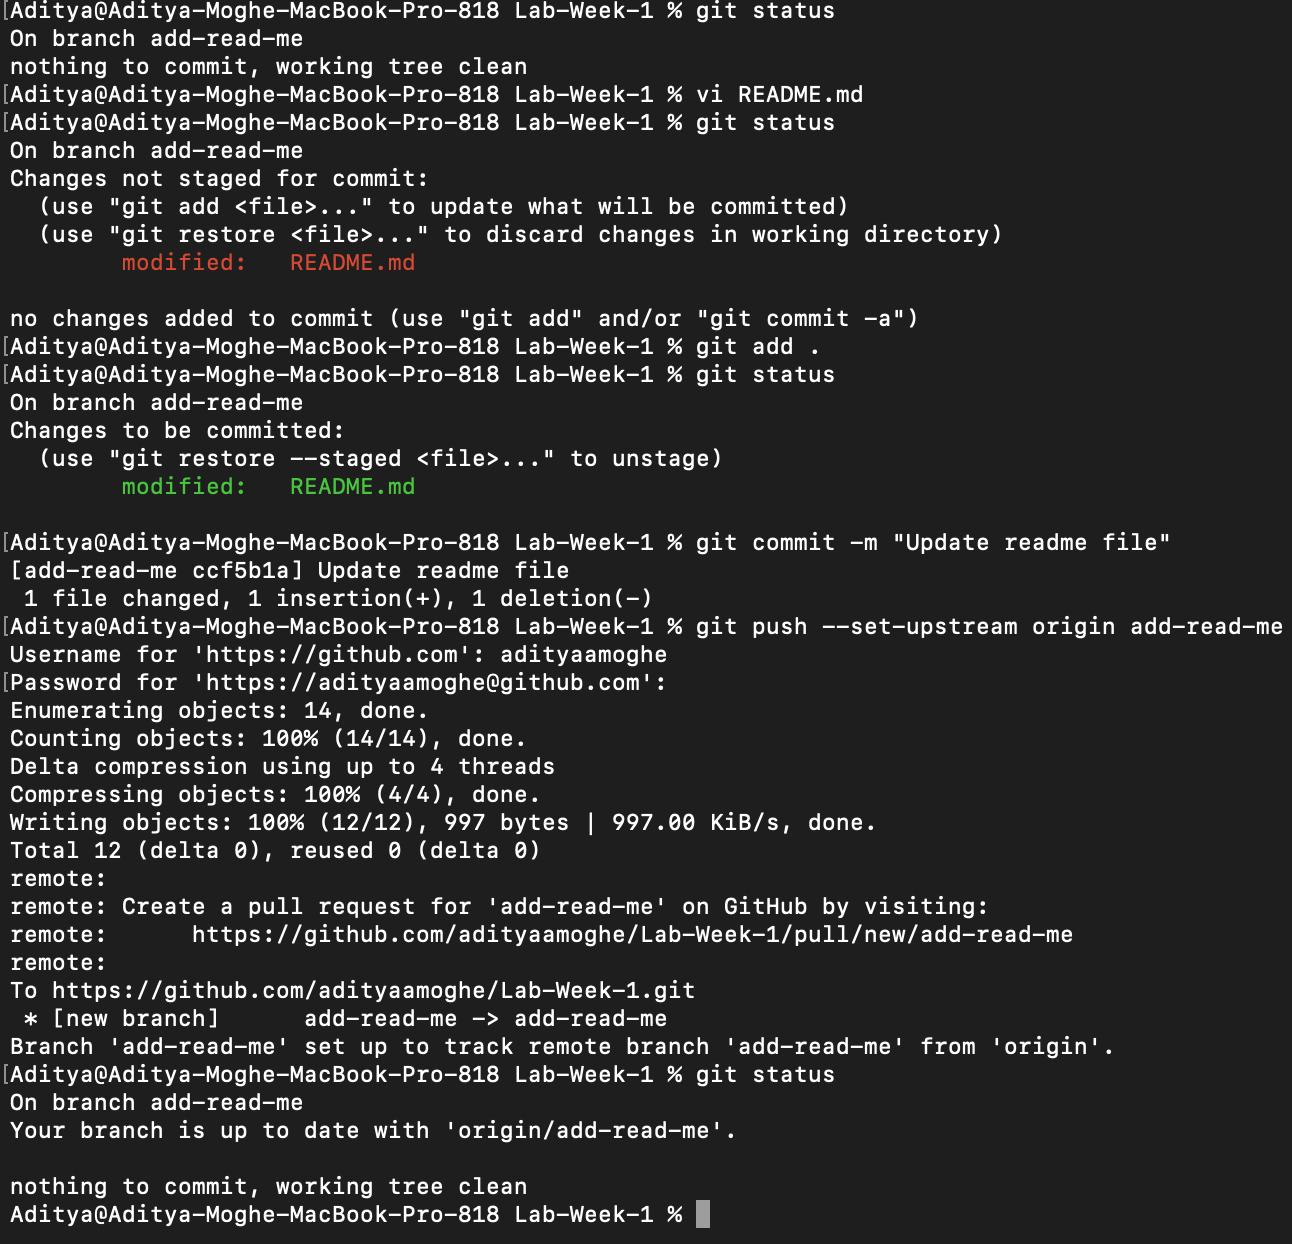 [Aditya@Aditya-Moghe-MacBook-Pro-818 Lab-Week-1 % git status
On branch add-read-me
nothing to commit, working tree clean
[Aditya@Aditya-Moghe-MacBook-Pro-818 Lab-Week-1 % vi README.md
[Aditya@Aditya-Moghe-MacBook-Pro-818 Lab-Week-1 % git status
On branch add-read-me
Changes not staged for commit:
  (use "git add <file>..." to update what will be committed)
  (use "git restore <file>..." to discard changes in working directory)
        modified:   README.md

no changes added to commit (use "git add" and/or "git commit -a")
[Aditya@Aditya-Moghe-MacBook-Pro-818 Lab-Week-1 % git add .
[Aditya@Aditya-Moghe-MacBook-Pro-818 Lab-Week-1 % git status
On branch add-read-me
Changes to be committed:
  (use "git restore --staged <file>..." to unstage)
        modified:   README.md

[Aditya@Aditya-Moghe-MacBook-Pro-818 Lab-Week-1 % git commit -m "Update readme file"
[add-read-me ccf5b1a] Update readme file
 1 file changed, 1 insertion(+), 1 deletion(-)
[Aditya@Aditya-Moghe-MacBook-Pro-818 Lab-Week-1 % git push --set-upstream origin add-read-me
Username for 'https://github.com': adityaamoghe
[Password for 'https://adityaamoghe@github.com':
Enumerating objects: 14, done.
Counting objects: 100% (14/14), done.
Delta compression using up to 4 threads
Compressing objects: 100% (4/4), done.
Writing objects: 100% (12/12), 997 bytes | 997.00 KiB/s, done.
Total 12 (delta 0), reused 0 (delta 0)
remote:
remote: Create a pull request for 'add-read-me' on GitHub by visiting:
remote:      https://github.com/adityaamoghe/Lab-Week-1/pull/new/add-read-me
remote:
To https://github.com/adityaamoghe/Lab-Week-1.git
 * [new branch]      add-read-me -> add-read-me
Branch 'add-read-me' set up to track remote branch 'add-read-me' from 'origin'.
[Aditya@Aditya-Moghe-MacBook-Pro-818 Lab-Week-1 % git status
On branch add-read-me
Your branch is up to date with 'origin/add-read-me'.

nothing to commit, working tree clean
Aditya@Aditya-Moghe-MacBook-Pro-818 Lab-Week-1 %